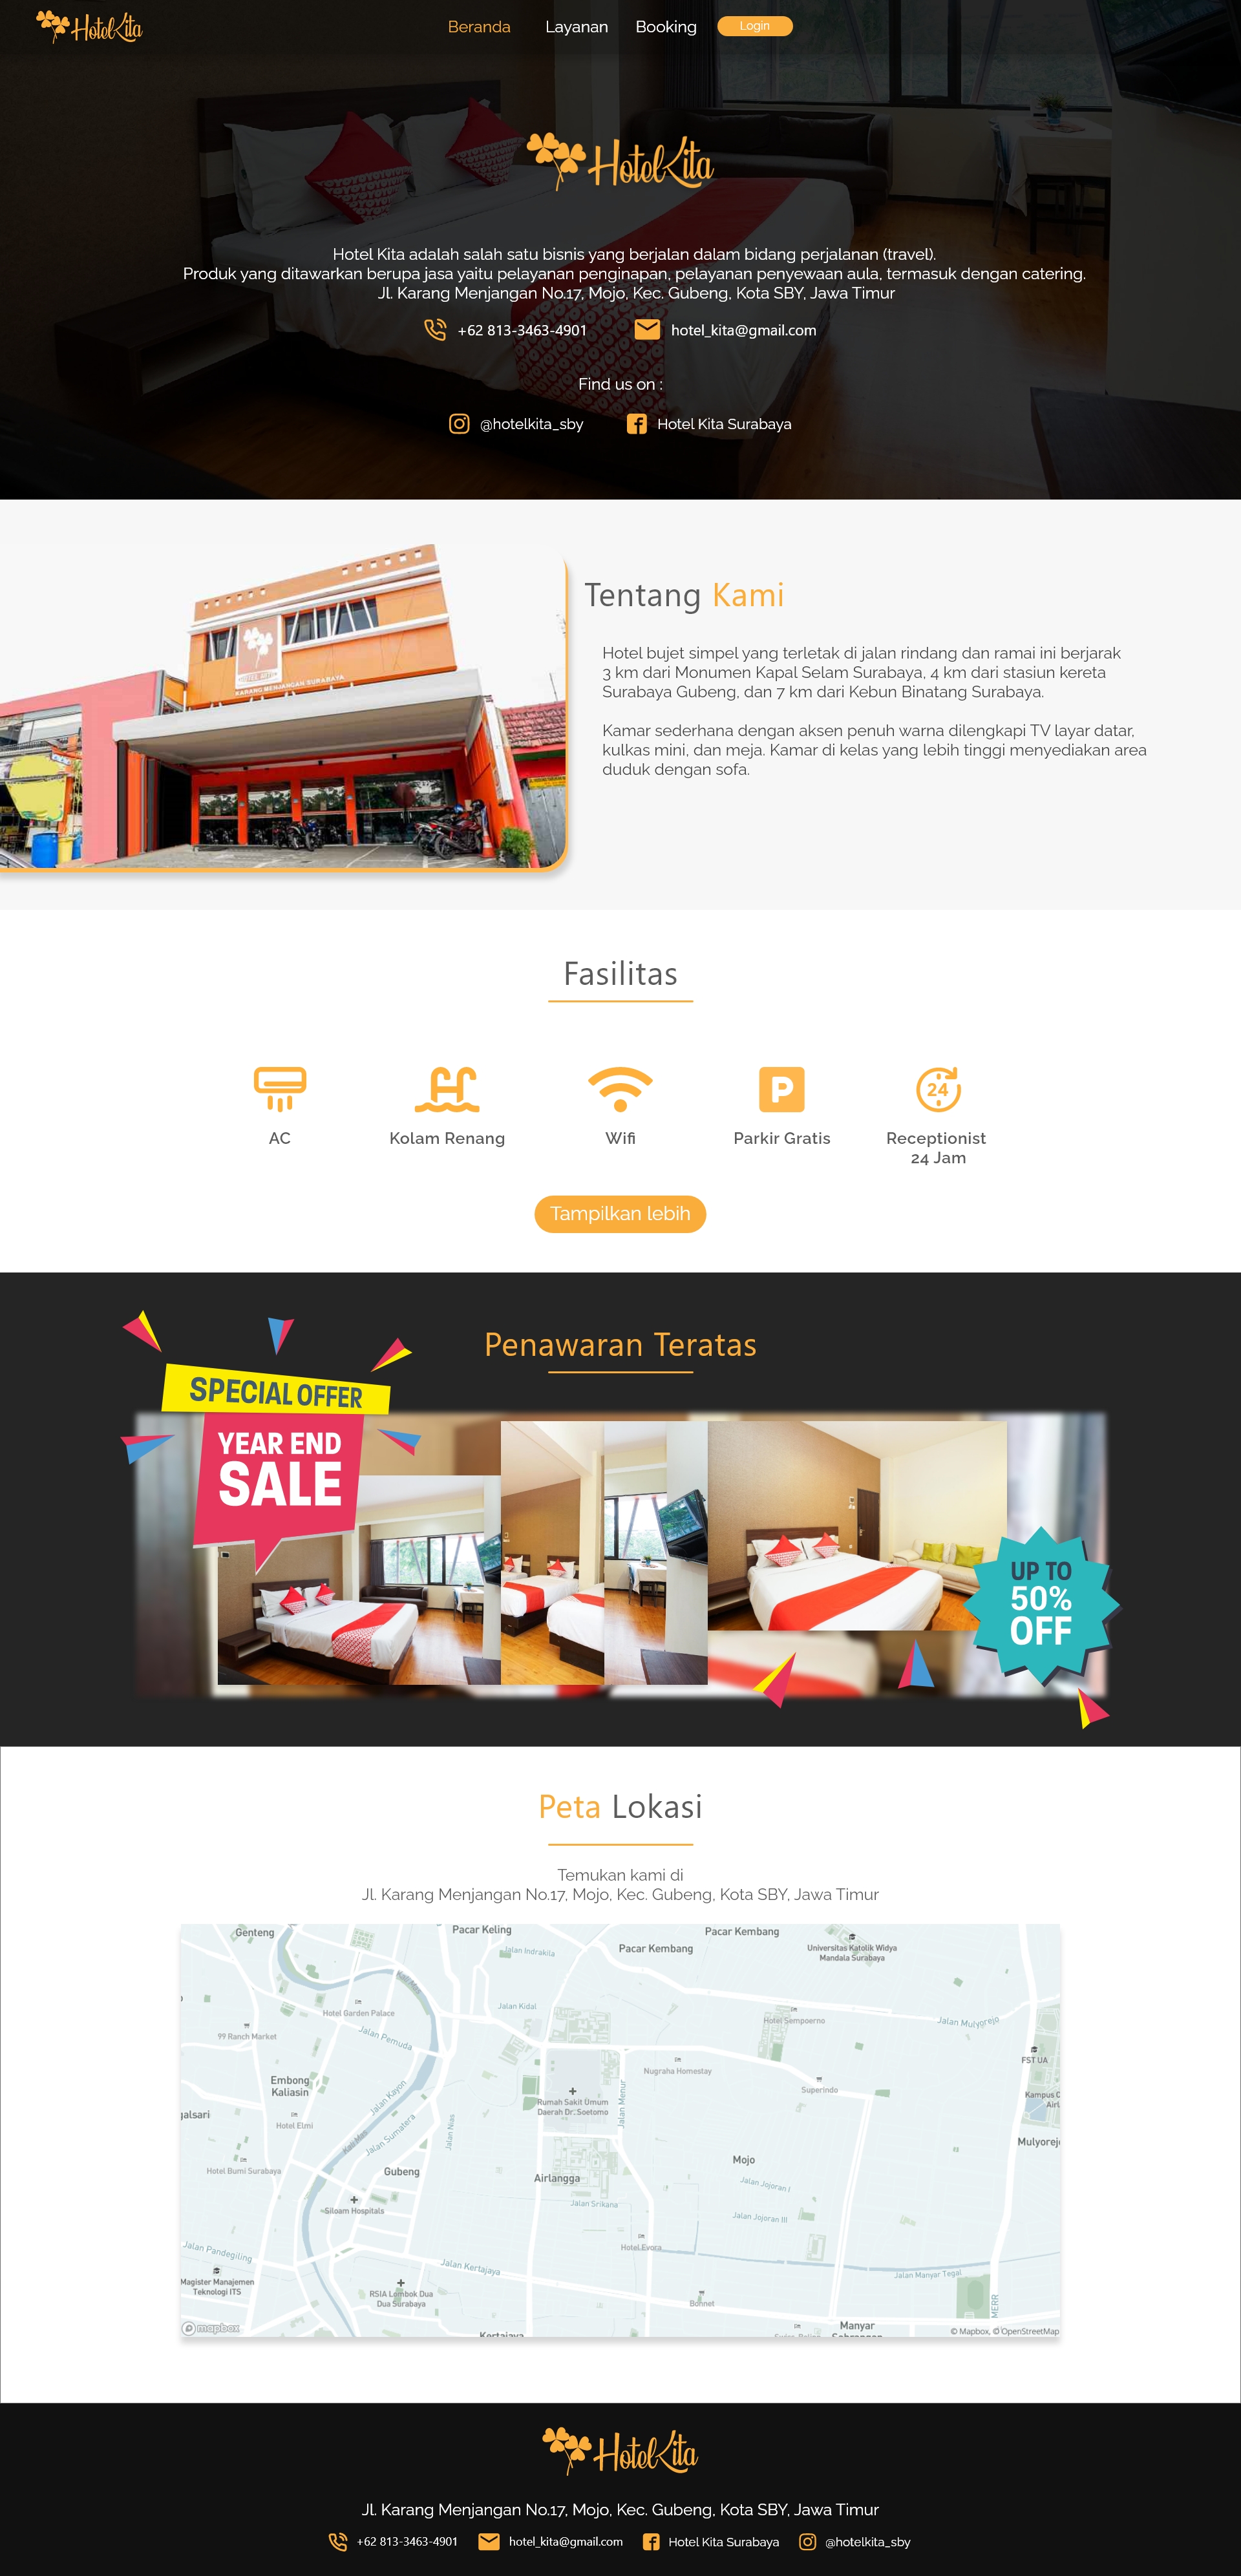 HotelKita
Beranda
Layanan
Booking
Login
HotelKita
Hotel Kita adalah salah satu bisnis yang berjalan dalam bidang perjalanan (travel).
Produk yang ditawarkan berupa jasa yaitu pelayanan penginapan, pelayanan penyewaan aula, termasuk dengan catering.
Jl. Karang Menjangan No.17, Mojo, Kec. Gubeng, Kota SBY, Jawa Timur
+62 813-3463-4901
hotel_kita@gmail.com
Find us on :
@hotelkita_sby
Hotel Kita Surabaya
KARANG MENJANGAN SURABAYA
Tentang Kami
Hotel bujet simpel yang terletak di jalan rindang dan ramai ini berjarak
3 km dari Monumen Kapal Selam Surabaya, 4 km dari stasiun kereta
Surabaya Gubeng, dan 7 km dari Kebun Binatang Surabaya.
Kamar sederhana dengan aksen penuh warna dilengkapi TV layar datar,
kulkas mini, dan meja. Kamar di kelas yang lebih tinggi menyediakan area
duduk dengan sofa.
Fasilitas
24
AC
Kolam Renang
Wifi
P
Parkir Gratis
Receptionist
24 Jam
Tampilkan lebih
Penawaran Teratas
SPECIAL OFFER
YEAR END
SALE
UP TO
50%
OFF
Peta Lokasi
Temukan kami di
Jl. Karang Menjangan No.17, Mojo, Kec. Gubeng, Kota SBY, Jawa Timur
Genteng
Pacar Keling
Pacar Kembang
Jalan Indrakila
Pacar Kembang
Universitas Katolik Widya
Mandala Surabaya
Kali Mas
Hotel Garden Palace
Jalan Kidal
Hotel Sempoerno
Jalan Mulyorejo
99 Ranch Market
Jalan Pemuda
Nugraha Homestay
FST UA
Embong
Kaliasin
Jalan Kayun
Superindo
Kampus C
Airl
Rumah Sakit Umum
Daerah Dr. Soetomo
Jalan Menur
galsari
Hotel Elmi
Jalan Sumatera
Jalan Nias
Kali Mas
Mulyorej
Hotel Bumi Surabaya
Gubeng
Airlangga
Mojo
Jalan Jojoran I
Siloam Hospitals
Jalan Srikana
Jalan Jojoran III
Jalan Pandegiling
Hotel Evora
Jalan Kertajaya
Jalan Manyar Tegal
Magister Manajemen
Teknologi ITS
RSIA Lombok Dua
Dua Surabaya
Bonnet
MERR
Manyar
Sabrangan
Kertajaya
mapbox
© Mapbox, © OpenStreetMap
HotelKita
Jl. Karang Menjangan No.17, Mojo, Kec. Gubeng, Kota SBY, Jawa Timur
+62 813-3463-4901
hotel_kita@gmail.com
Hotel Kita Surabaya
@hotelkita_sby